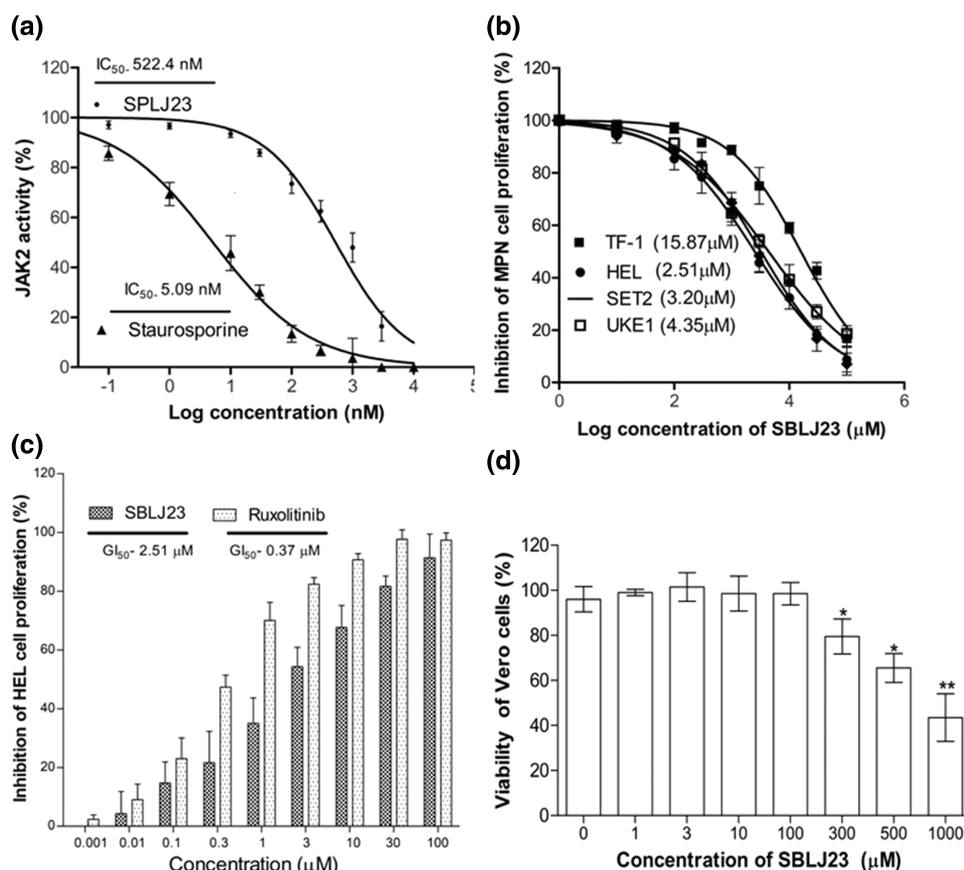 (a)
120
100
80
60
40
20
0
JAK2 activity (%)
IC50- 522.4 nM
SPLJ23
IC50- 5.09 nM
Staurosporine
-1
0
1
2
3
4
Log concentration (nM)
(b)
120
100
80
60
40
20
0
Inhibition of MPN cell proliferation (%)
TF-1 (15.87μM)
HEL (2.51μM)
SET2 (3.20μM)
UKE1 (4.35μM)
0
2
4
6
Log concentration of SBLJ23 (μM)
(c)
120
100
80
60
40
20
0
Inhibition of HEL cell proliferation (%)
SBLJ23
Ruxolitinib
GI50- 2.51 μM
GI50- 0.37 μM
0.001
0.01
0.1
0.3
1
3
10
30
100
Concentration (μM)
(d)
120
100
80
60
40
20
0
Viability of Vero cells (%)
*
*
**
0
1
3
10
100
300
500
1000
Concentration of SBLJ23 (μM)